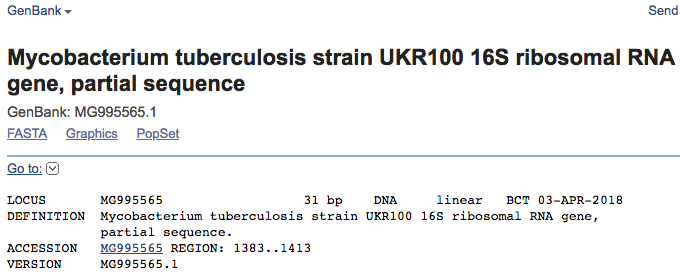 GenBank Send
Mycobacterium tuberculosis strain UKR100 16S ribosomal RNA
gene, partial sequence
GenBank: MG995565.1
FASTA Graphics PopSet
Go to:
LOCUS MG995565 31 bp DNA linear BCT 03-APR-2018
DEFINITION Mycobacterium tuberculosis strain UKR100 16S ribosomal RNA gene,
partial sequence.
ACCESSION MG995565 REGION: 1383..1413
VERSION MG995565.1